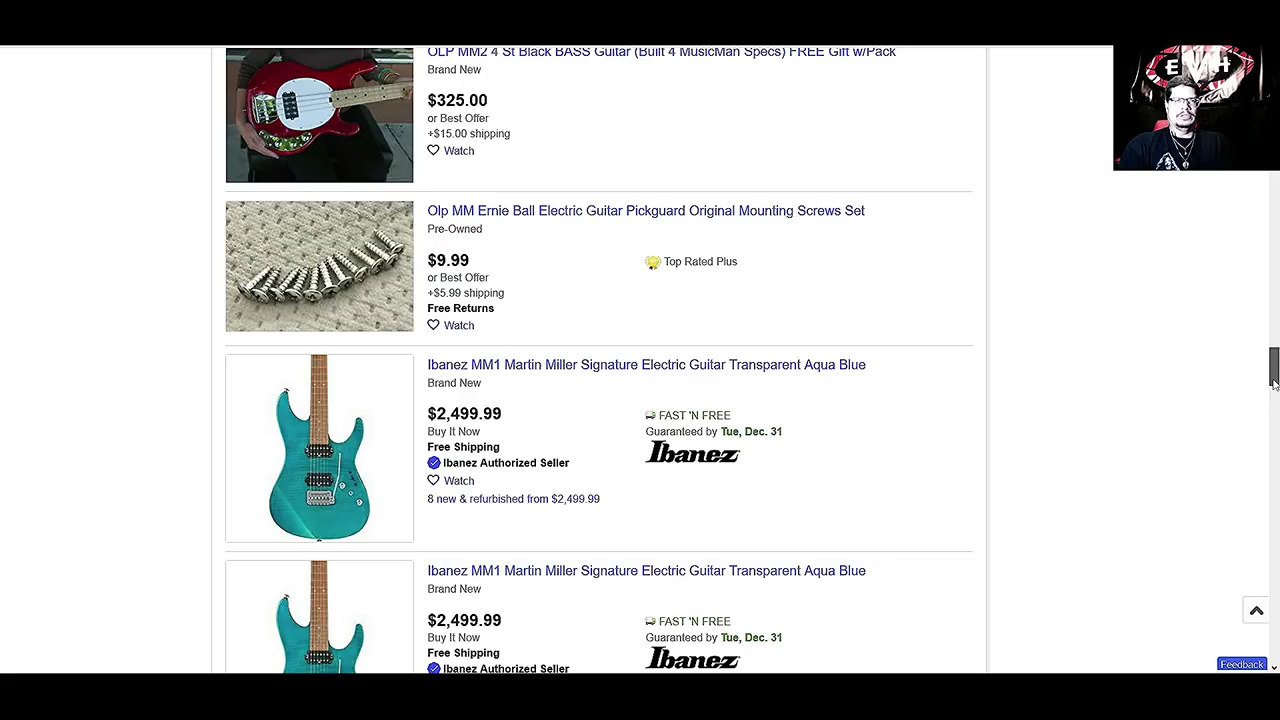 OLP MM2 4 St Black BASS Guitar (Built 4 MusicMan Specs) FREE Gift w/Pack
Brand New
$325.00
or Best Offer
+$15.00 shipping
Watch
EVH
Olp MM Ernie Ball Electric Guitar Pickguard Original Mounting Screws Set
Pre-Owned
$9.99
Top Rated Plus
or Best Offer
+$5.99 shipping
Free Returns
Watch
Ibanez MM1 Martin Miller Signature Electric Guitar Transparent Aqua Blue
Brand New
$2,499.99
FAST 'N FREE
Buy It Now
Guaranteed by Tue, Dec. 31
Free Shipping
Ibanez
Ibanez Authorized Seller
Watch
8 new & refurbished from $2,499.99
Ibanez MM1 Martin Miller Signature Electric Guitar Transparent Aqua Blue
Brand New
$2,499.99
FAST 'N FREE
Buy It Now
Guaranteed by Tue, Dec. 31
Free Shipping
Ibanez
Ibanez Authorized Seller
Feedback